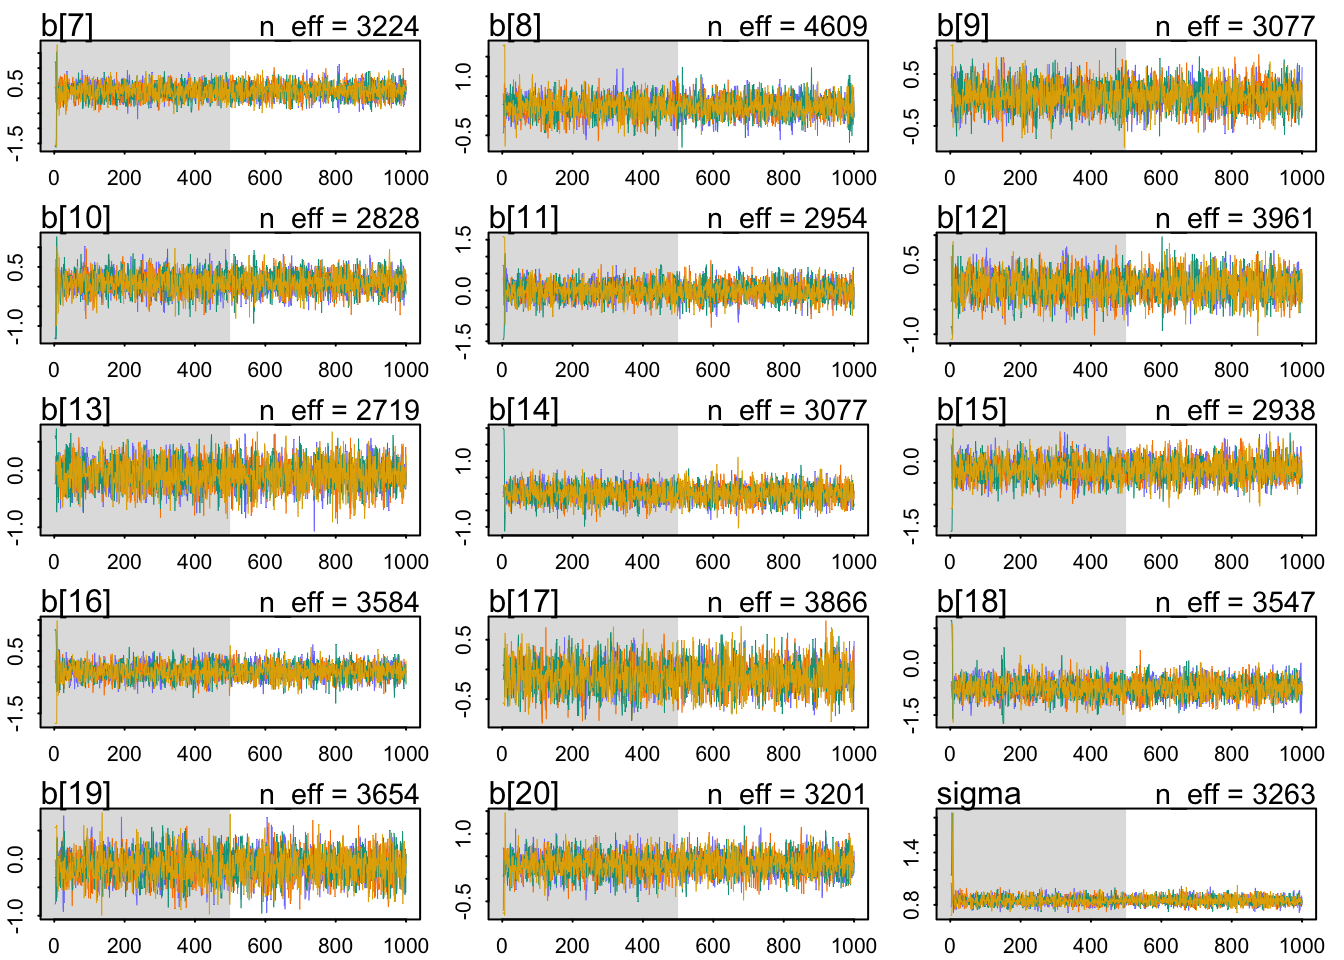 b[7] n_eff = 3224 b[8] n_eff = 4609 b[9] n_eff = 3077
0.5 -1.5 1.0 -0.5 0.5 -0.5
0 200 400 600 800 1000 0 200 400 600 800 1000 0 200 400 600 800 1000
b[10] n_eff = 2828 b[11] n_eff = 2954 b[12] n_eff = 3961
0.5 -1.0 1.5 0.0 -1.5 0.5 -1.0
0 200 400 600 800 1000 0 200 400 600 800 1000 0 200 400 600 800 1000
b[13] n_eff = 2719 b[14] n_eff = 3077 b[15] n_eff = 2938
0.0 -1.0 1.0 -1.0 0.0 -1.5
0 200 400 600 800 1000 0 200 400 600 800 1000 0 200 400 600 800 1000
b[16] n_eff = 3584 b[17] n_eff = 3866 b[18] n_eff = 3547
0.5 -1.5 0.5 -0.5 0.0 -1.5
0 200 400 600 800 1000 0 200 400 600 800 1000 0 200 400 600 800 1000
b[19] n_eff = 3654 b[20] n_eff = 3201 sigma n_eff = 3263
0.0 -1.0 1.0 -0.5 1.4 0.8
0 200 400 600 800 1000 0 200 400 600 800 1000 0 200 400 600 800 1000